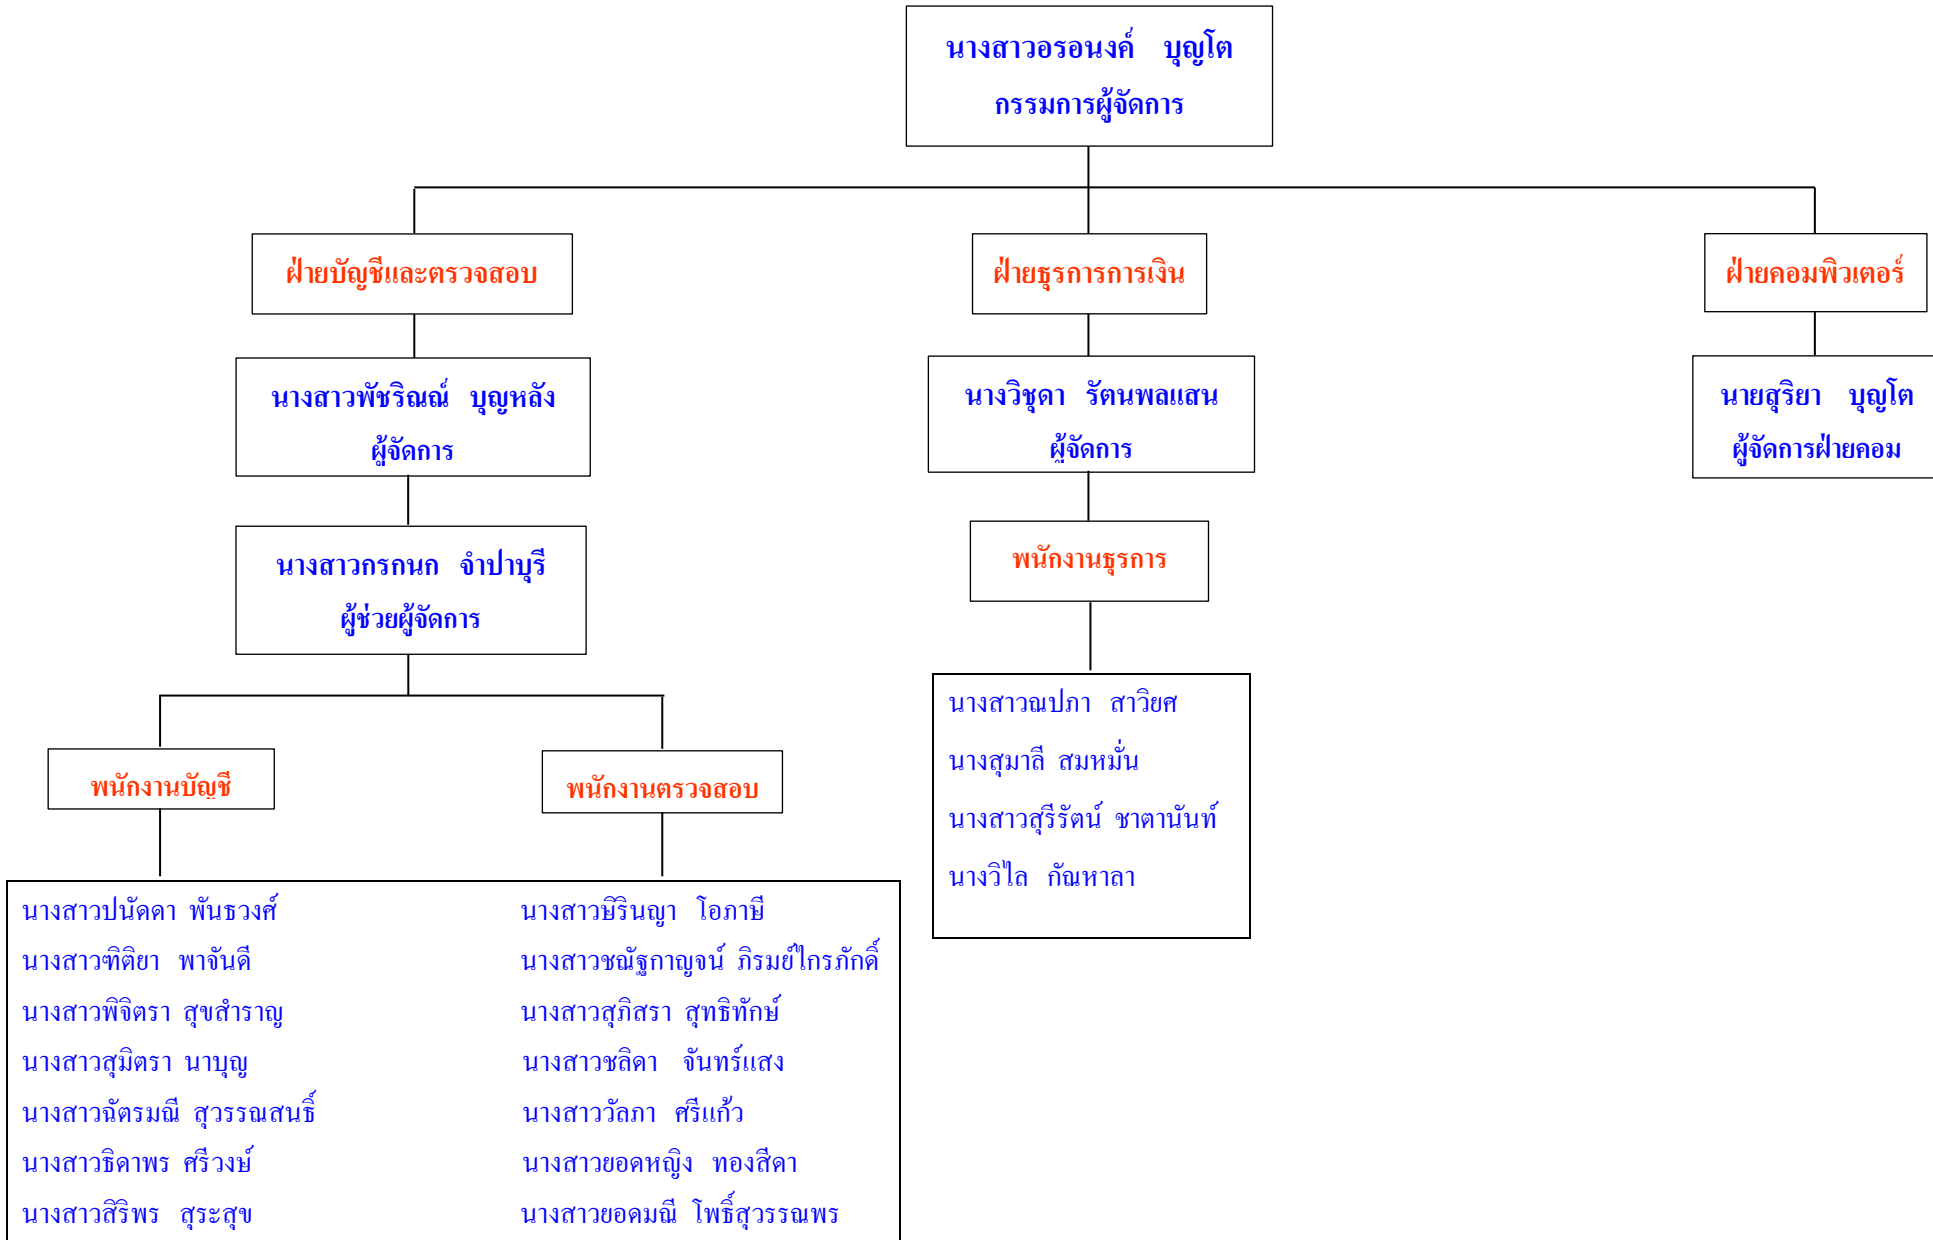 นางสาวอรอนงค์ บุญโต
กรรมการผู้จัดการ
ฝ่ายบัญชีและตรวจสอบ
ฝ่ายธุรการการเงิน
ฝ่ายคอมพิวเตอร์
นางสาวพัชริณณ์ บุญหลัง
ผู้จัดการ
นางวิชุดา รัตนพลแสน
ผู้จัดการ
นายสุริยา บุญโต
ผู้จัดการฝ่ายคอม
นางสาวกรกนก จำปาบุรี
ผู้ช่วยผู้จัดการ
พนักงานธุรการ
นางสาวณปภา สาวิยศ
นางสุมาลี สมหมั่น
นางสาวสุรีรัตน์ ชาตานันท์
นางวิไล กัณหาลา
พนักงานบัญชี
พนักงานตรวจสอบ
นางสาวปนัดดา พันธวงศ์
นางสาวฑิติยา พาจันดี
นางสาวพิจิตรา สุขสำราญ
นางสาวสุมิตรา นาบุญ
นางสาวฉัตรมณี สุวรรณสนธิ์
นางสาวธิดาพร ศรีวงษ์
นางสาวสิริพร สุระสุข
นางสาวษิรินญา โอภาษี
นางสาวชณัฐกาญจน์ ภิรมย์ไกรภักดิ์
นางสาวสุภิสรา สุทธิทักษ์
นางสาวชลิดา จันทร์แสง
นางสาววัลภา ศรีแก้ว
นางสาวยอดหญิง ทองสีดา
นางสาวยอดมณี โพธิ์สุวรรณพร